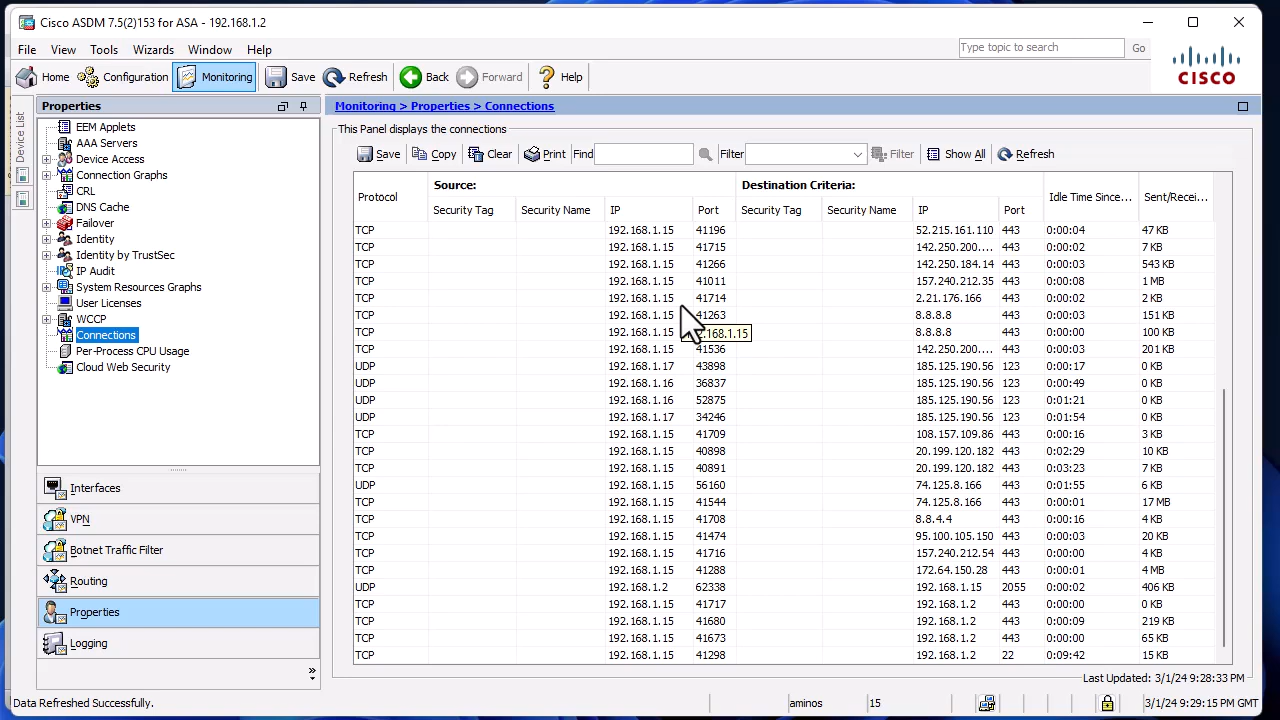 Cisco ASDM 7.5(2)153 for ASA - 192.168.1.2
File View Tools Wizards Window Help
Type topic to search Go
Home Configuration Monitoring Save Refresh Back Forward Help
CISCO
Device List
Properties
EEM Applets
AAA Servers
Device Access
Connection Graphs
CRL
DNS Cache
Failover
Identity
Identity by TrustSec
IP Audit
System Resources Graphs
User Licenses
WCCP
Connections
Per-Process CPU Usage
Cloud Web Security
Interfaces
VPN
Botnet Traffic Filter
Routing
Properties
Logging
Monitoring > Properties > Connections
This Panel displays the connections
Save Copy Clear Print Find Filter Filter Show All Refresh
Protocol Source: Destination Criteria: Idle Time Since... Sent/Recei...
Security Tag Security Name IP Port Security Tag Security Name IP Port
TCP 192.168.1.15 41196 52.215.161.110 443 0:00:04 47 KB
TCP 192.168.1.15 41715 142.250.200.... 443 0:00:02 7 KB
TCP 192.168.1.15 41266 142.250.184.14 443 0:00:03 543 KB
TCP 192.168.1.15 41011 157.240.212.35 443 0:00:08 1 MB
TCP 192.168.1.15 41714 2.21.176.166 443 0:00:02 2 KB
TCP 192.168.1.15 41263 8.8.8.8 443 0:00:03 151 KB
TCP 192.168.1.15 8.8.8.8 443 0:00:00 100 KB
.168.1.15
TCP 192.168.1.15 41536 142.250.200.... 443 0:00:03 201 KB
UDP 192.168.1.17 43898 185.125.190.56 123 0:00:17 0 KB
UDP 192.168.1.16 36837 185.125.190.56 123 0:00:49 0 KB
UDP 192.168.1.16 52875 185.125.190.56 123 0:01:21 0 KB
UDP 192.168.1.17 34246 185.125.190.56 123 0:01:54 0 KB
TCP 192.168.1.15 41709 108.157.109.86 443 0:00:16 3 KB
TCP 192.168.1.15 40898 20.199.120.182 443 0:02:29 10 KB
TCP 192.168.1.15 40891 20.199.120.182 443 0:03:23 7 KB
UDP 192.168.1.15 56160 74.125.8.166 443 0:01:55 6 KB
TCP 192.168.1.15 41544 74.125.8.166 443 0:00:01 17 MB
TCP 192.168.1.15 41708 8.8.4.4 443 0:00:16 4 KB
TCP 192.168.1.15 41474 95.100.105.150 443 0:00:03 20 KB
TCP 192.168.1.15 41716 157.240.212.54 443 0:00:00 4 KB
TCP 192.168.1.15 41288 172.64.150.28 443 0:00:01 4 MB
UDP 192.168.1.2 62338 192.168.1.15 2055 0:00:02 406 KB
TCP 192.168.1.15 41717 192.168.1.2 443 0:00:00 0 KB
TCP 192.168.1.15 41680 192.168.1.2 443 0:00:09 219 KB
TCP 192.168.1.15 41673 192.168.1.2 443 0:00:00 65 KB
TCP 192.168.1.15 41298 192.168.1.2 22 0:09:42 15 KB
Last Updated: 3/1/24 9:28:33 PM
Data Refreshed Successfully. aminos 15 3/1/24 9:29:15 PM GMT